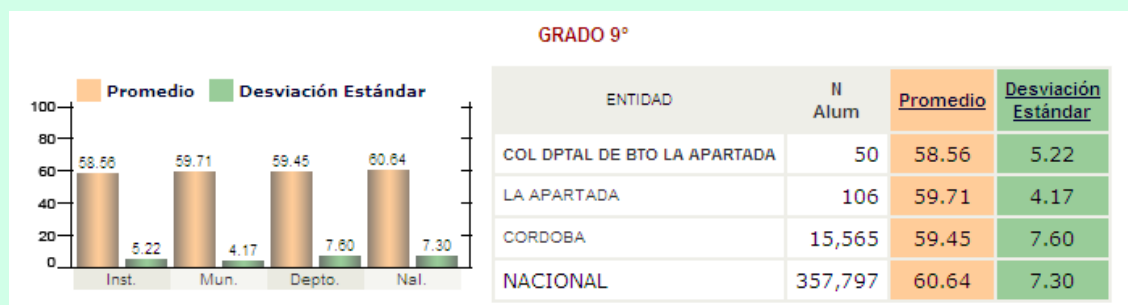 GRADO 9°
Promedio Desviación Estándar
100
80
60
40
20
0
58.56 5.22 59.71 4.17 59.45 7.60 60.64 7.30
Inst. Mun. Depto. Nal.
ENTIDAD N Alum Promedio Desviación Estándar
COL DPTAL DE BTO LA APARTADA 50 58.56 5.22
LA APARTADA 106 59.71 4.17
CORDOBA 15,565 59.45 7.60
NACIONAL 357,797 60.64 7.30